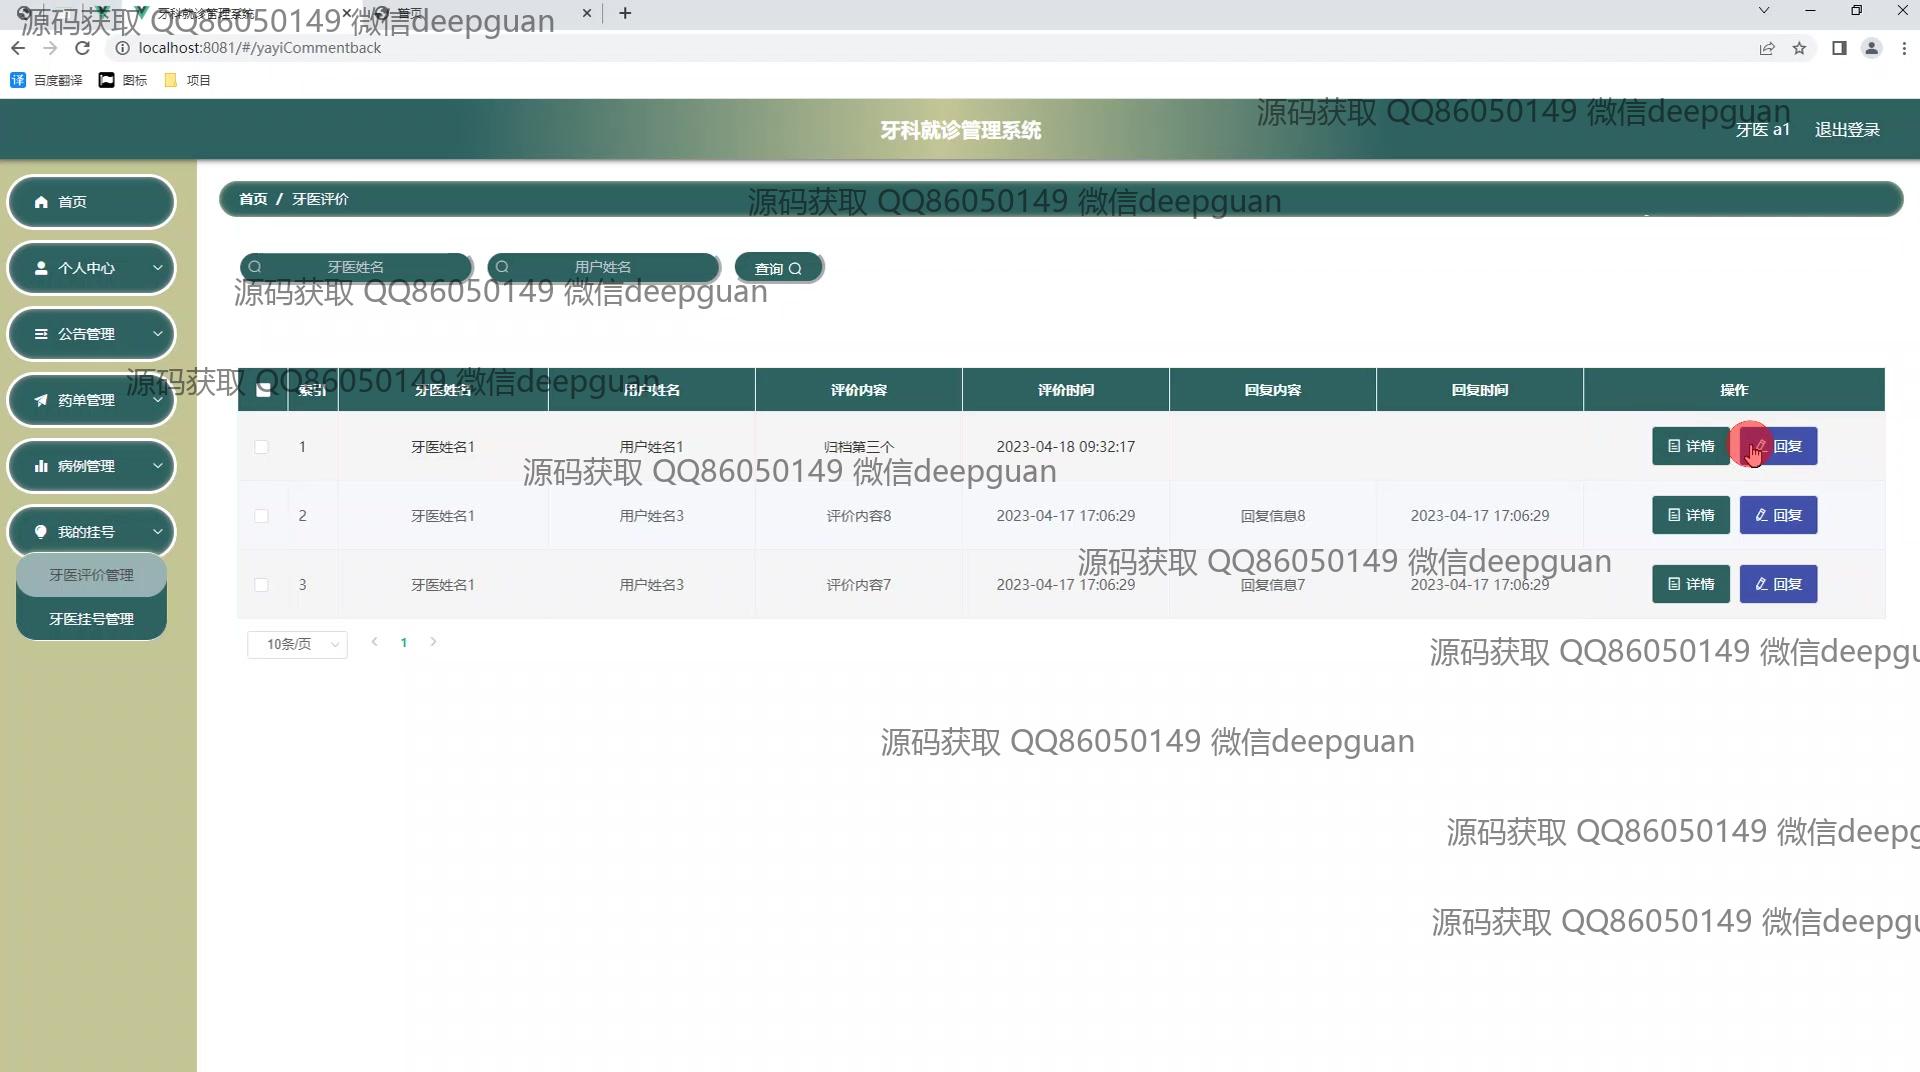 牙科就诊管理系统 首页
源码获取 QQ86050149 微信deepguan
localhost:8081/#/yayiCommentback
百度翻译 图标 项目
源码获取 QQ86050149 微信deepguan
牙科就诊管理系统 牙医 a1 退出登录
首页 / 牙医评价
源码获取 QQ86050149 微信deepguan
首页
个人中心
公告管理
药单管理
病例管理
我的挂号
牙医评价管理
牙医挂号管理
牙医姓名 用户姓名 查询
源码获取 QQ86050149 微信deepguan
源码获取 QQ86050149 微信deepguan
索引 牙医姓名 用户姓名 评价内容 评价时间 回复内容 回复时间 操作
1 牙医姓名1 用户姓名1 归档第三个 2023-04-18 09:32:17 详情 回复
源码获取 QQ86050149 微信deepguan
2 牙医姓名1 用户姓名3 评价内容8 2023-04-17 17:06:29 回复信息8 2023-04-17 17:06:29 详情 回复
源码获取 QQ86050149 微信deepguan
3 牙医姓名1 用户姓名3 评价内容7 2023-04-17 17:06:29 回复信息7 2023-04-17 17:06:29 详情 回复
10条/页 1
源码获取 QQ86050149 微信deepgu
源码获取 QQ86050149 微信deepguan
源码获取 QQ86050149 微信deepg
源码获取 QQ86050149 微信deepgu